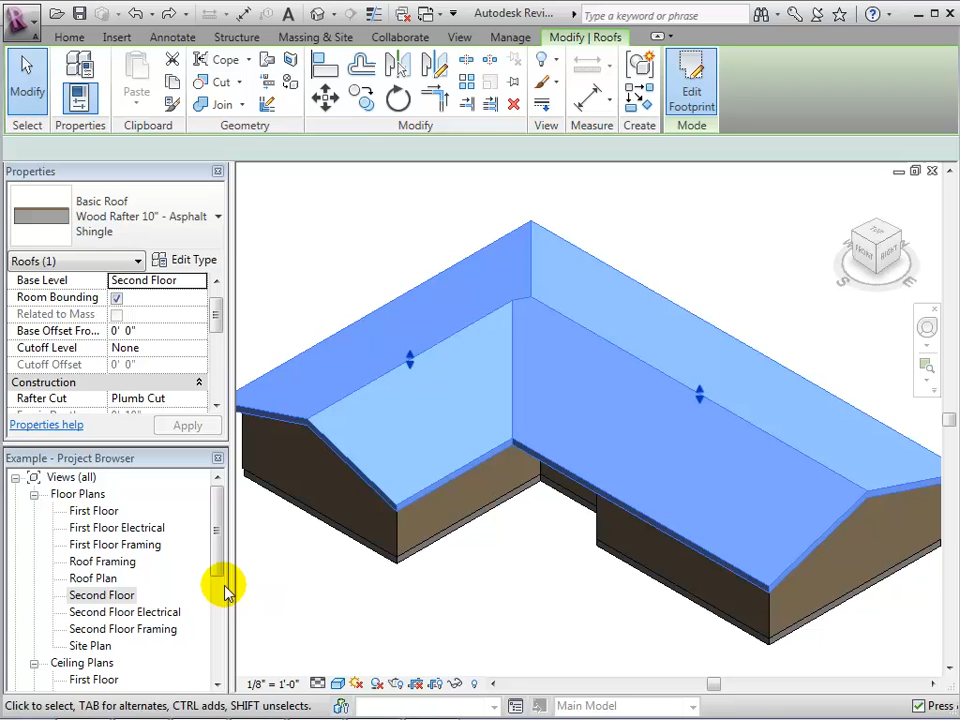 Autodesk Revi...
Type a keyword or phrase
Home
Insert
Annotate
Structure
Massing & Site
Collaborate
View
Manage
Modify | Roofs
Modify
Paste
Cope
Cut
Join
Edit
Footprint
Select
Properties
Clipboard
Geometry
Modify
View
Measure
Create
Mode
Properties
Basic Roof
Wood Rafter 10" - Asphalt
Shingle
Roofs (1)
Edit Type
Base Level
Second Floor
Room Bounding
Related to Mass
Base Offset Fro...
0' 0"
Cutoff Level
None
Cutoff Offset
0' 0"
Construction
Rafter Cut
Plumb Cut
Properties help
Apply
Example - Project Browser
Views (all)
Floor Plans
First Floor
First Floor Electrical
First Floor Framing
Roof Framing
Roof Plan
Second Floor
Second Floor Electrical
Second Floor Framing
Site Plan
Ceiling Plans
First Floor
TOP
FRONT
RIGHT
S
E
1/8" = 1'-0"
Click to select, TAB for alternates, CTRL adds, SHIFT unselects.
:0
Main Model
Press